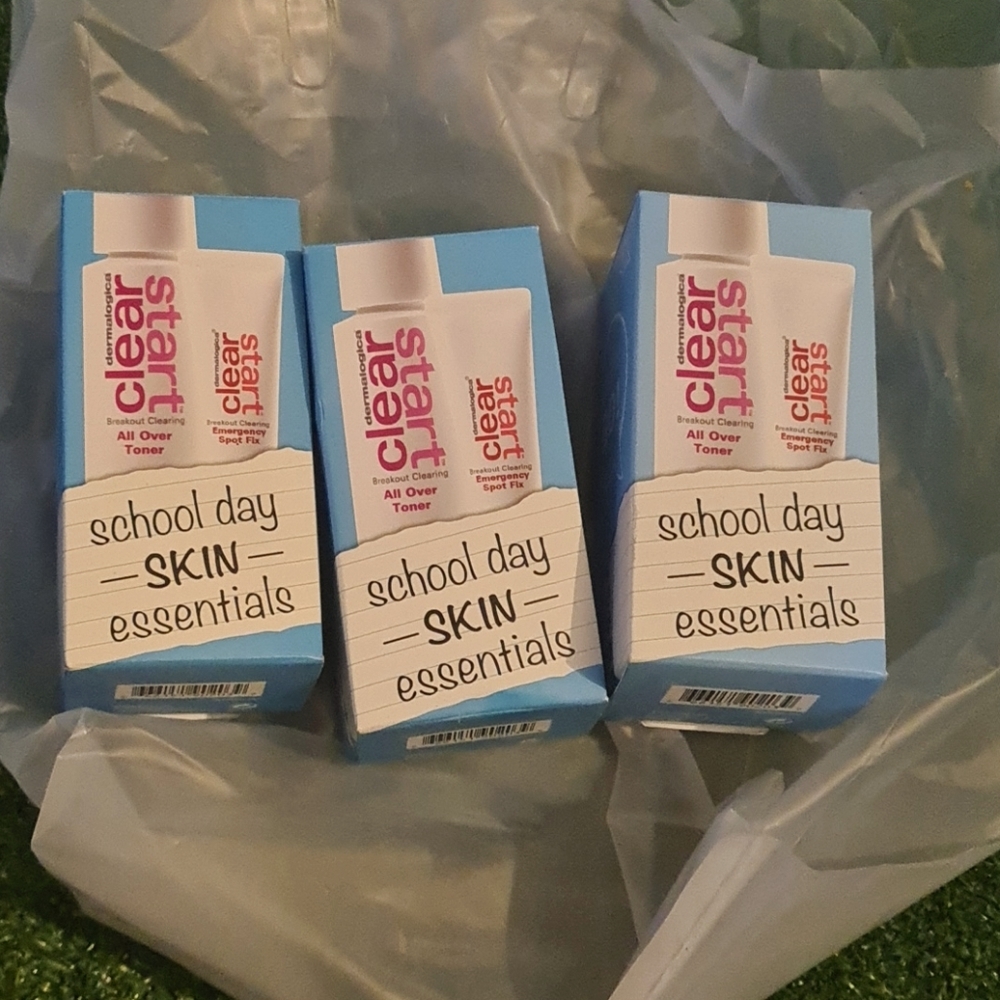 dermalogica
clear
start
Breakout Clearing
All Over
Toner
dermalogica
clear
start
Breakout Clearing
Emergency
Spot Fix
school day
— SKIN —
essentials
dermalogica
clear
start
Breakout Clearing
All Over
Toner
dermalogica
clear
start
Breakout Clearing
Emergency
Spot Fix
school day
— SKIN —
essentials
dermalogica
clear
start
Breakout Clearing
All Over
Toner
dermalogica
clear
start
Breakout Clearing
Emergency
Spot Fix
school day
— SKIN —
essentials